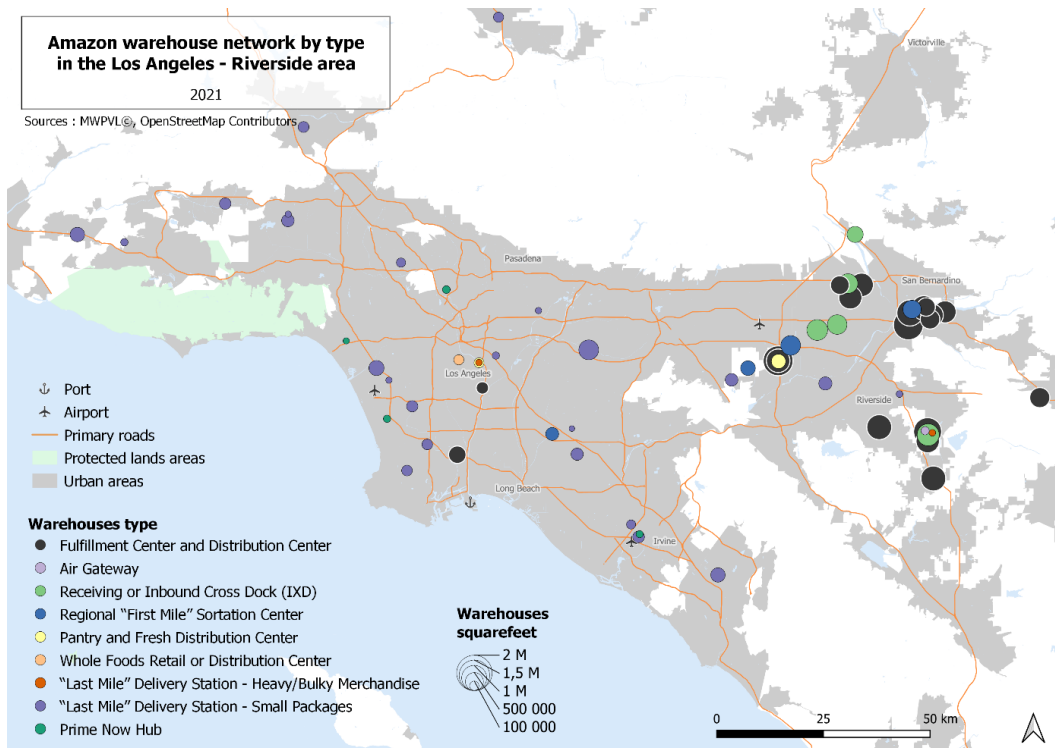 Amazon warehouse network by type
in the Los Angeles - Riverside area
2021
Sources : MWPVL©, OpenStreetMap Contributors
Victorville
Pasadena
San Bernardino
Los Angeles
Riverside
Long Beach
Irvine
Port
Airport
Primary roads
Protected lands areas
Urban areas
Warehouses type
Fulfillment Center and Distribution Center
Air Gateway
Receiving or Inbound Cross Dock (IXD)
Regional “First Mile” Sortation Center
Pantry and Fresh Distribution Center
Whole Foods Retail or Distribution Center
“Last Mile” Delivery Station - Heavy/Bulky Merchandise
“Last Mile” Delivery Station - Small Packages
Prime Now Hub
Warehouses
squarefeet
2 M
1,5 M
1 M
500 000
100 000
0 25 50 km